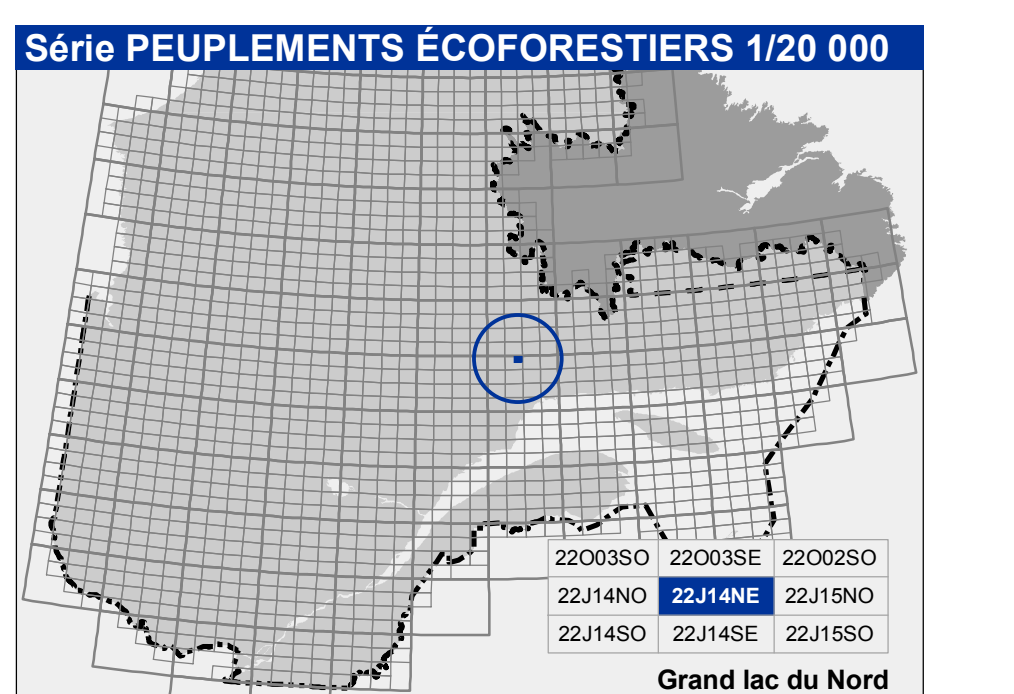 Série PEUPLEMENTS ÉCOFORESTIERS 1/20 000
22O03SO 22O03SE 22O02SO
22J14NO 22J14NE 22J15NO
22J14SO 22J14SE 22J15SO
Grand lac du Nord